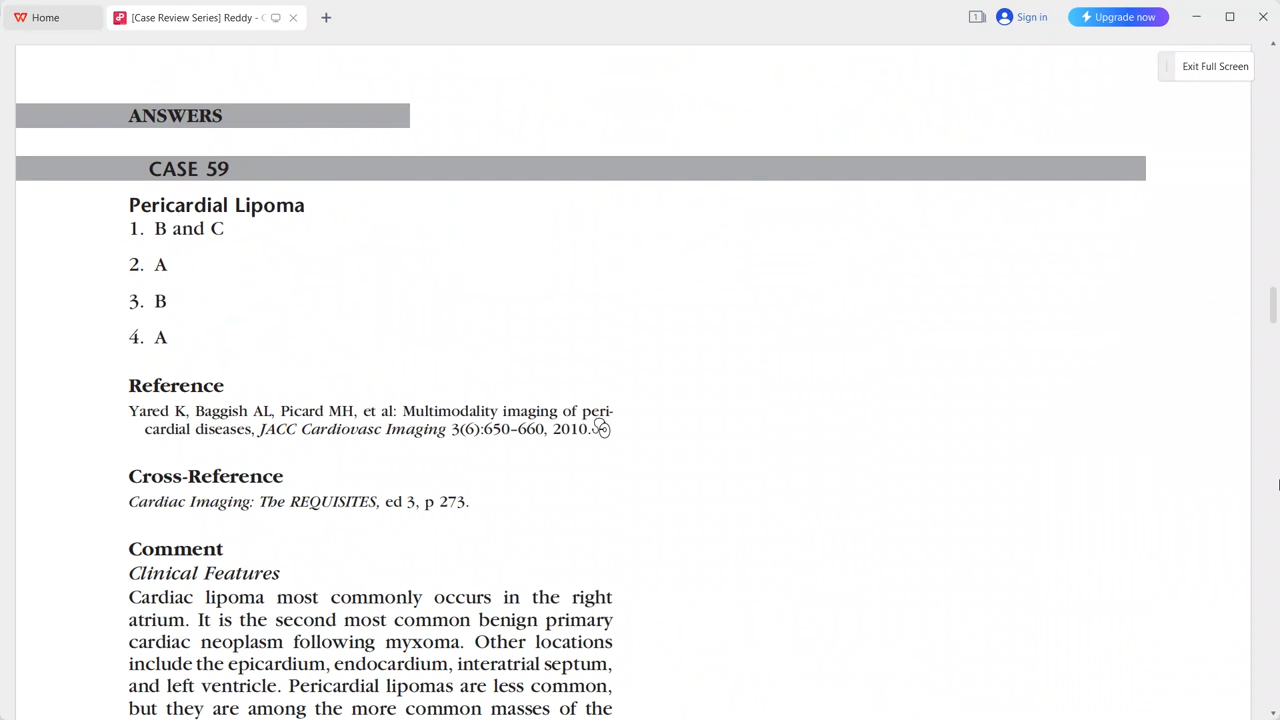 Home
[Case Review Series] Reddy - C
1
Sign in
Upgrade now
Exit Full Screen
ANSWERS
CASE 59
Pericardial Lipoma
1. B and C
2. A
3. B
4. A
Reference
Yared K, Baggish AL, Picard MH, et al: Multimodality imaging of peri-
cardial diseases, JACC Cardiovasc Imaging 3(6):650–660, 2010.
Cross-Reference
Cardiac Imaging: The REQUISITES, ed 3, p 273.
Comment
Clinical Features
Cardiac lipoma most commonly occurs in the right
atrium. It is the second most common benign primary
cardiac neoplasm following myxoma. Other locations
include the epicardium, endocardium, interatrial septum,
and left ventricle. Pericardial lipomas are less common,
but they are among the more common masses of the